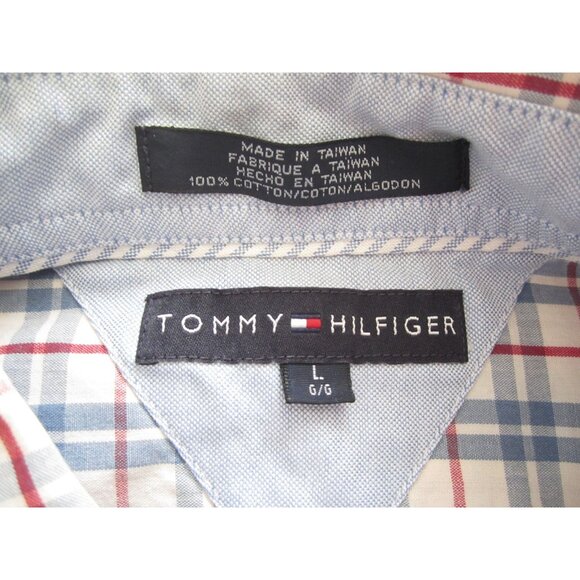 MADE IN TAIWAN
FABRIQUE A TAIWAN
HECHO EN TAIWAN
100% COTTON/COTON/ALGODON
TOMMY HILFIGER
L
G/G